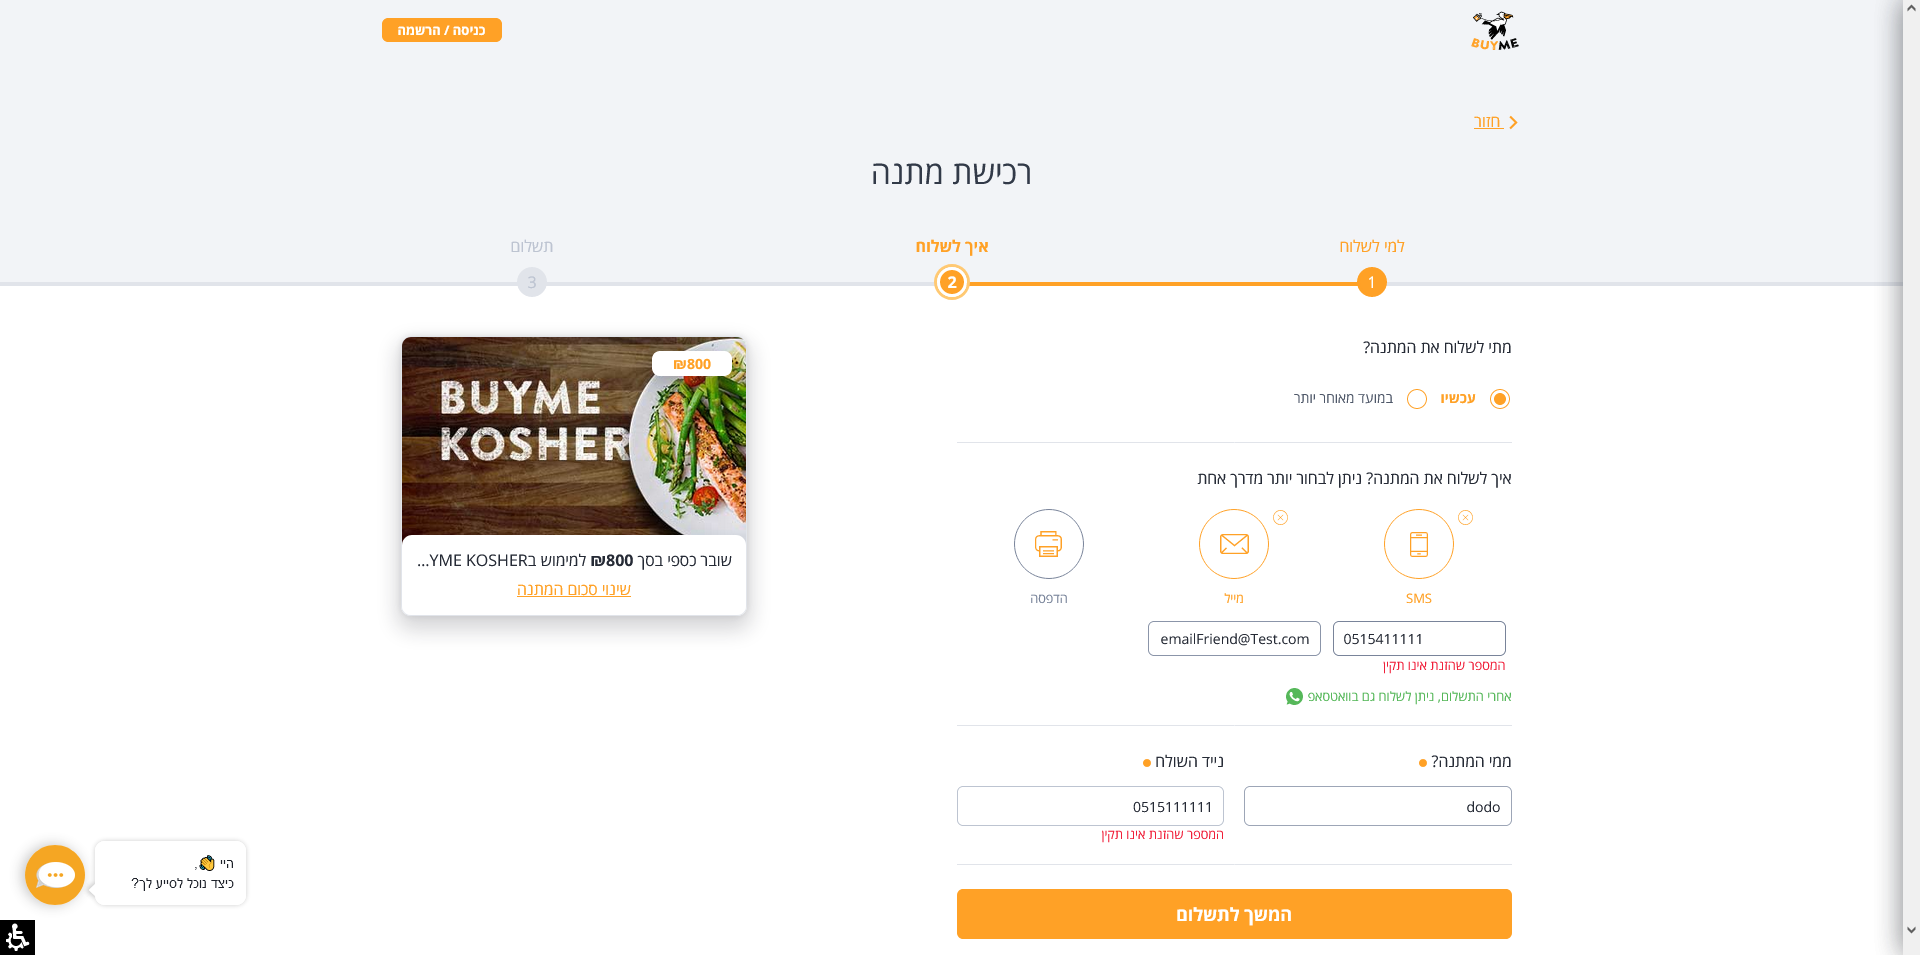 BUYME
כניסה / הרשמה
חזור
רכישת מתנה
למי לשלוח
איך לשלוח
תשלום
1
2
3
מתי לשלוח את המתנה?
עכשיו
במועד מאוחר יותר
איך לשלוח את המתנה? ניתן לבחור יותר מדרך אחת
SMS
מייל
הדפסה
0515411111
emailFriend@Test.com
המספר שהזנת אינו תקין
אחרי התשלום, ניתן לשלוח גם בוואטסאפ
ממי המתנה?
נייד השולח
dodo
0515111111
המספר שהזנת אינו תקין
המשך לתשלום
₪800
BUYME
KOSHER
שובר כספי בסך ₪800 למימוש בYME KOSHER...
שינוי סכום המתנה
היי ,
כיצד נוכל לסייע לך?